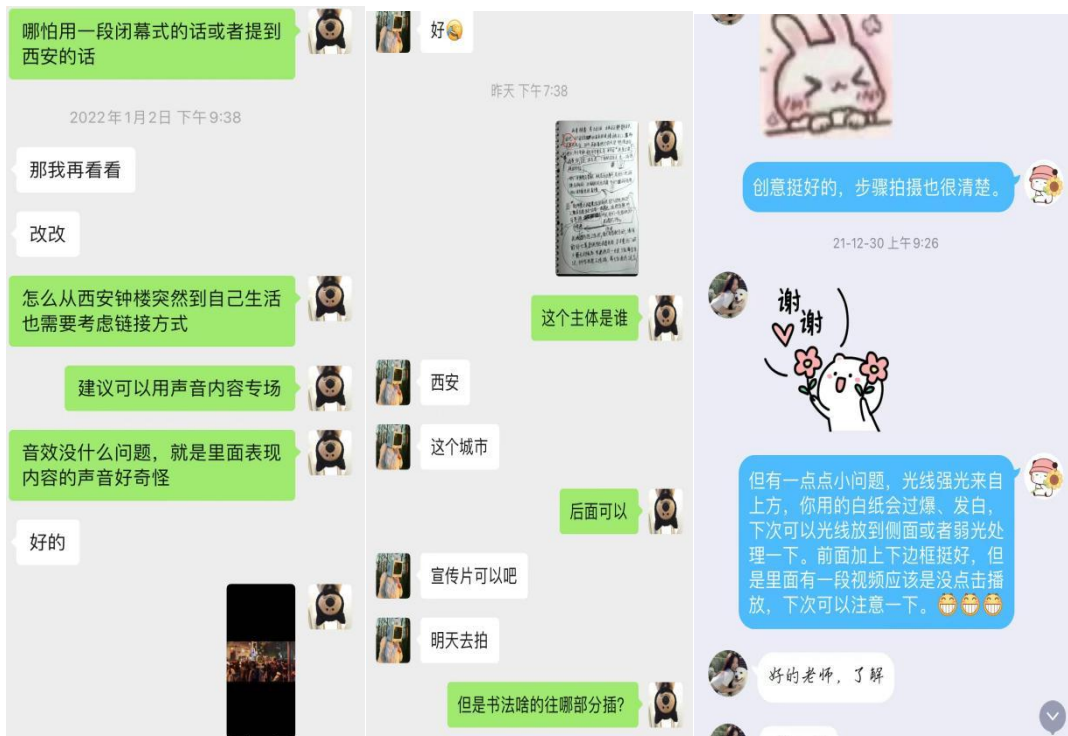 哪怕用一段闭幕式的话或者提到
西安的话
2022年1月2日 下午9:38
那我再看看
改改
怎么从西安钟楼突然到自己生活
也需要考虑链接方式
建议可以用声音内容专场
音效没什么问题，就是里面表现
内容的声音好奇怪
好的
好
昨天 下午7:38
这个主体是谁
西安
这个城市
后面可以
宣传片可以吧
明天去拍
但是书法啥的往哪部分插?
创意挺好的，步骤拍摄也很清楚。
21-12-30 上午9:26
谢
谢
但有一点点小问题，光线强光来自
上方，你用的白纸会过爆、发白，
下次可以光线放到侧面或者弱光处
理一下。前面加上下边框挺好，但
是里面有一段视频应该是没点击播
放，下次可以注意一下。
好的老师，了解